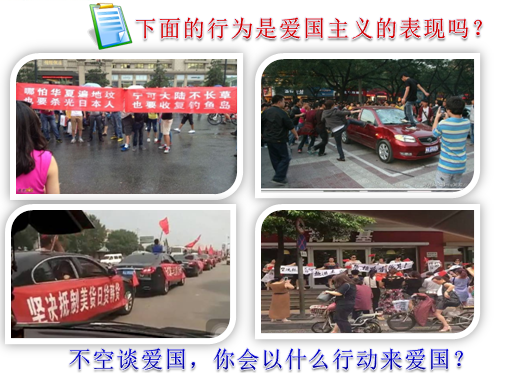 下面的行为是爱国主义的表现吗？
哪怕华夏遍地坟 宁可大陆不长草
也要杀光日本人 也要收复钓鱼岛
坚决抵制美货日货韩货
不空谈爱国，你会以什么行动来爱国？